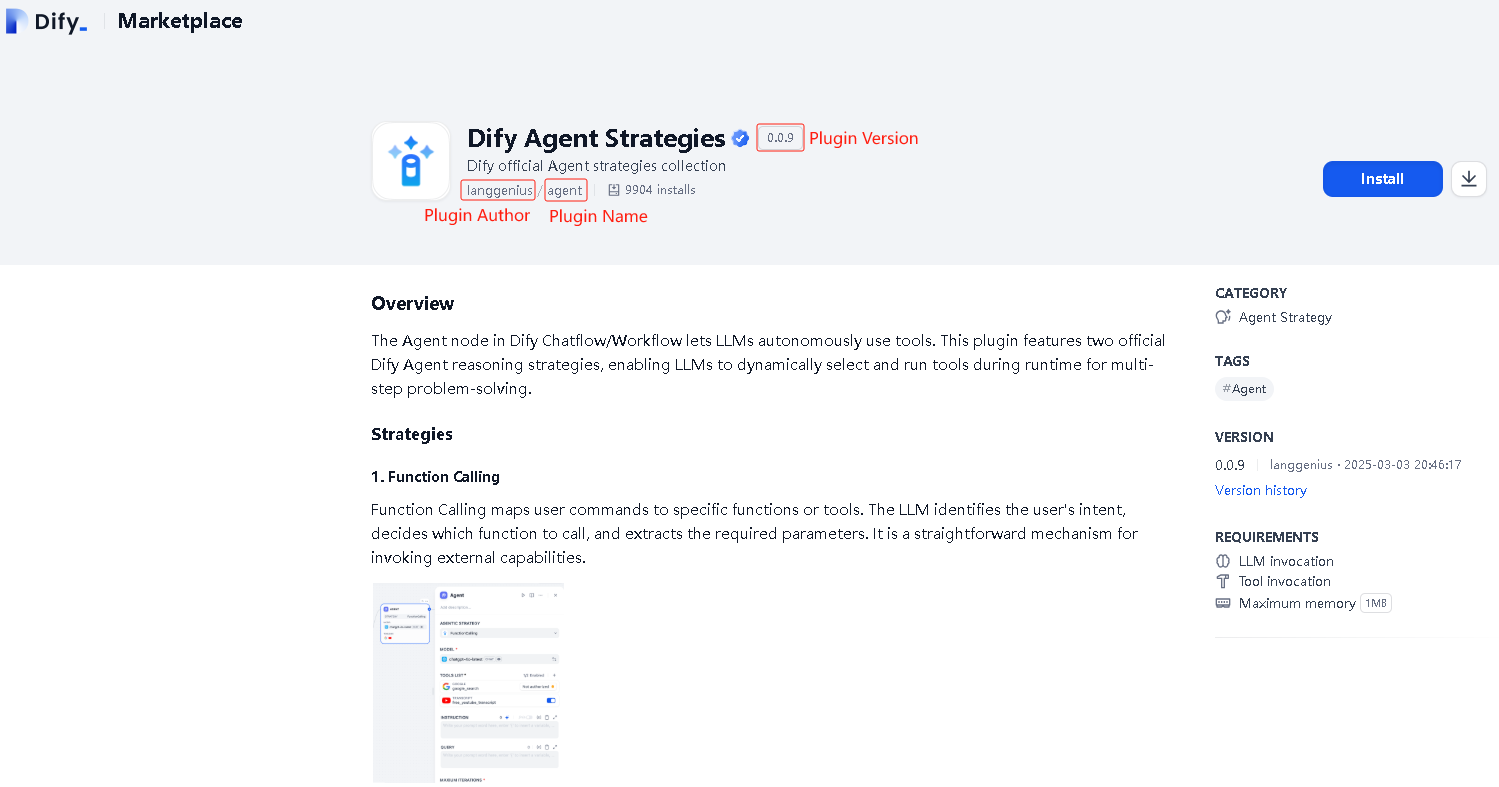 Dify_
Marketplace
Dify Agent Strategies 0.0.9 Plugin Version
Dify official Agent strategies collection
langgenius / agent 9904 installs
Plugin Author Plugin Name
Install
Overview
The Agent node in Dify Chatflow/Workflow lets LLMs autonomously use tools. This plugin features two official
Dify Agent reasoning strategies, enabling LLMs to dynamically select and run tools during runtime for multi-
step problem-solving.
Strategies
1. Function Calling
Function Calling maps user commands to specific functions or tools. The LLM identifies the user's intent,
decides which function to call, and extracts the required parameters. It is a straightforward mechanism for
invoking external capabilities.
Agent
AGENTIC STRATEGY
FunctionCalling
MODEL *
TOOLS LIST *
google_search
Not authorized
free_youtube_transcript
INSTRUCTION
QUERY
MAXIMUM ITERATIONS *
CATEGORY
Agent Strategy
TAGS
# Agent
VERSION
0.0.9 langgenius · 2025-03-03 20:46:17
Version history
REQUIREMENTS
LLM invocation
Tool invocation
Maximum memory 1MB